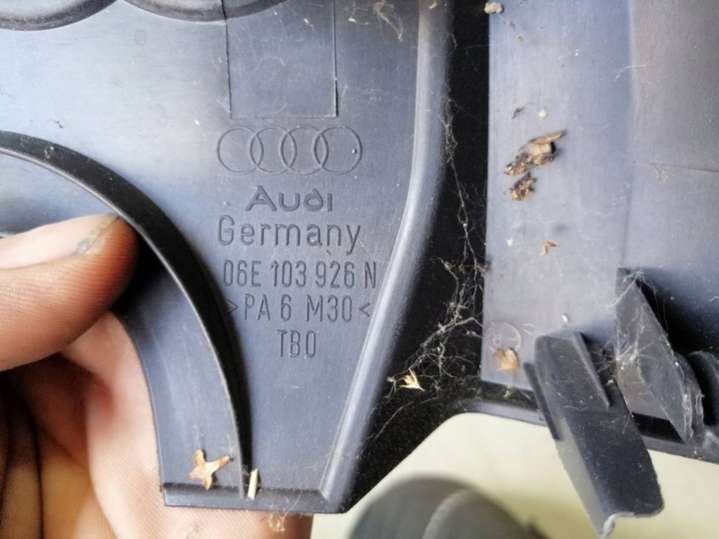 Audi
Germany
06E 103 926 N
>PA 6 M30<
TBO